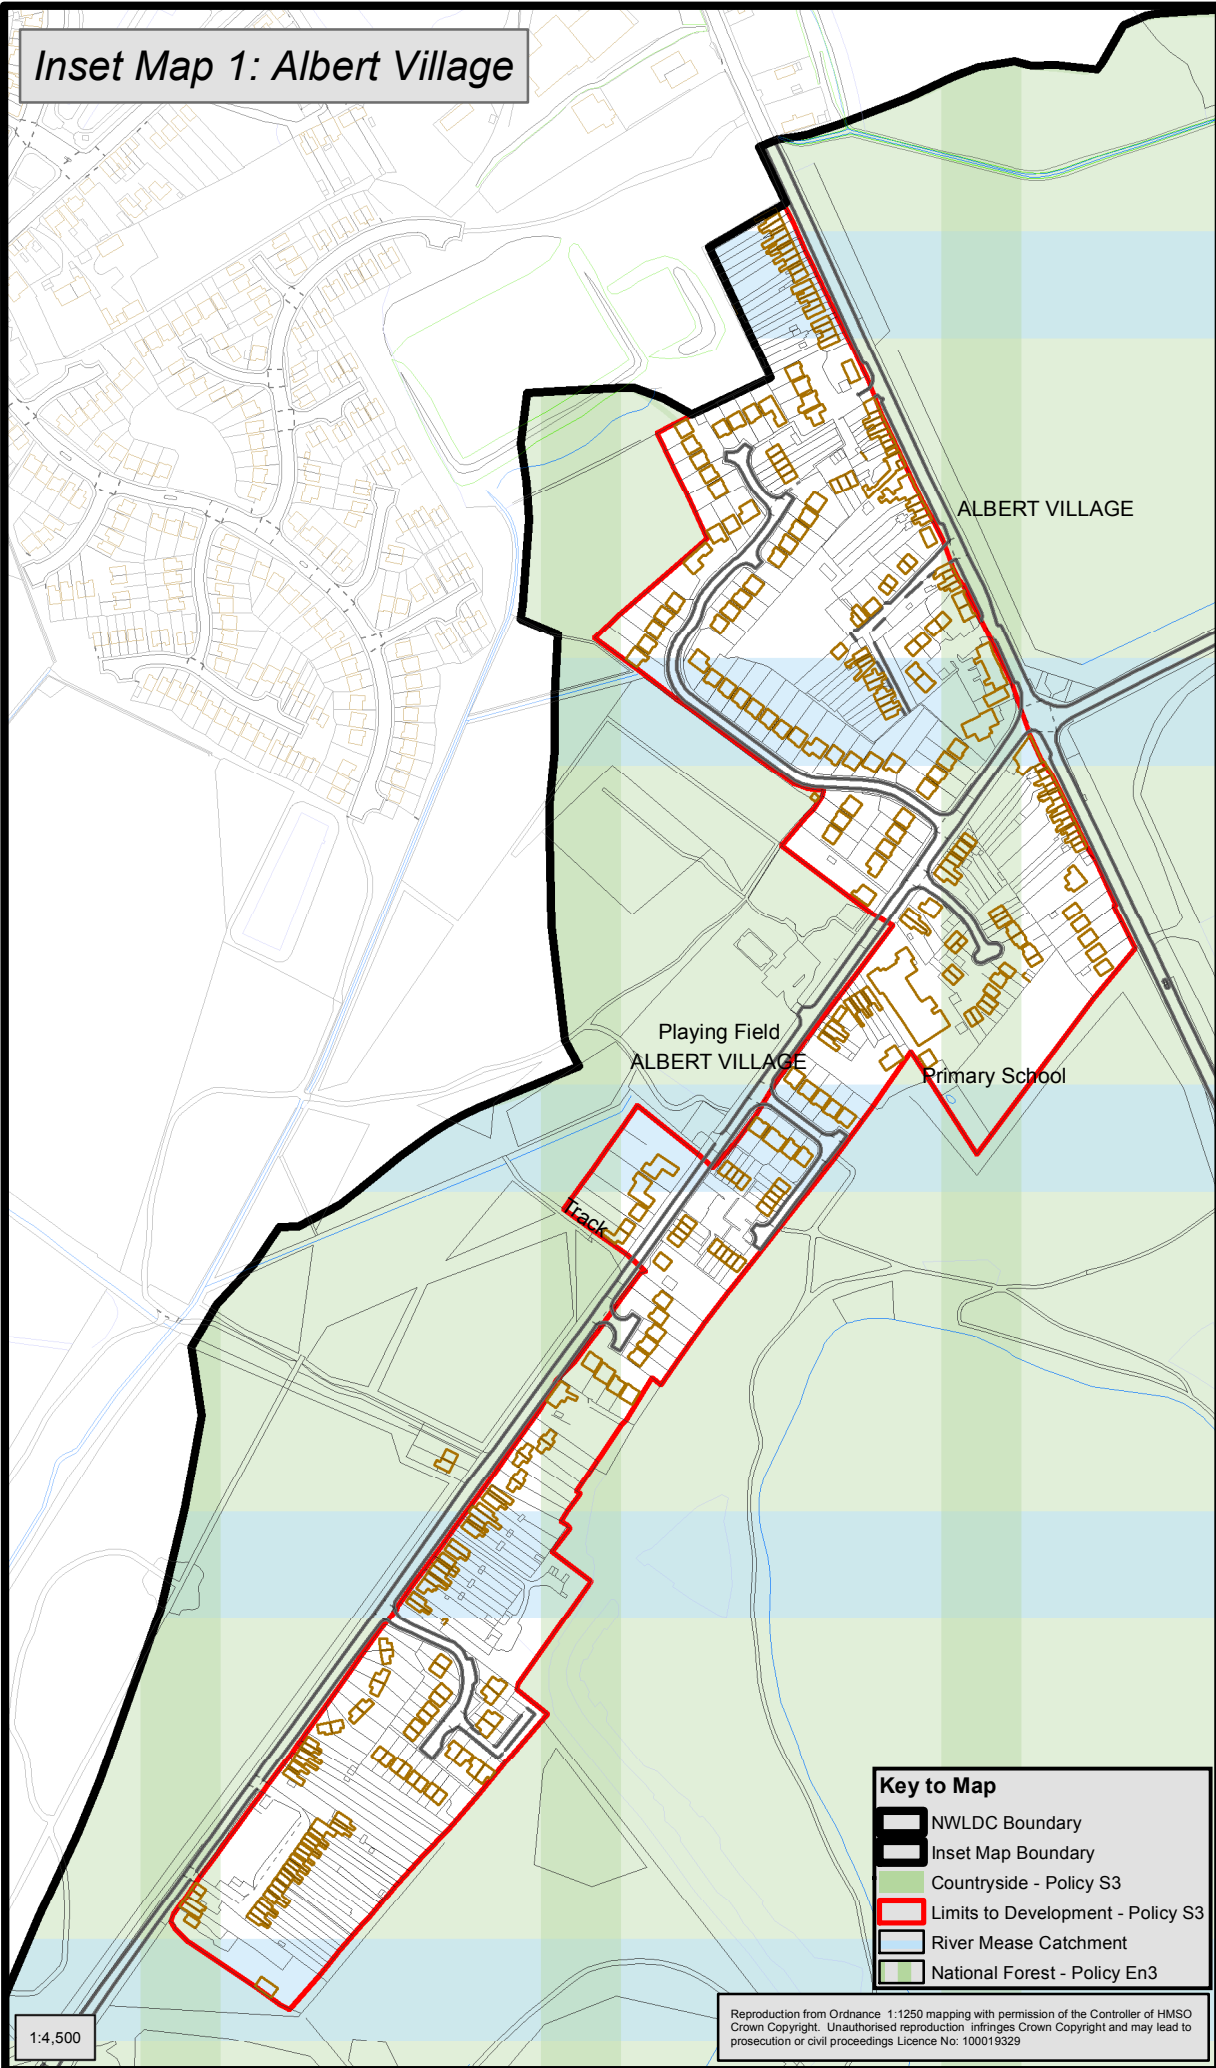 Inset Map 1: Albert Village
ALBERT VILLAGE
Playing Field
ALBERT VILLAGE
Primary School
Track
Key to Map
NWLDC Boundary
Inset Map Boundary
Countryside - Policy S3
Limits to Development - Policy S3
River Mease Catchment
National Forest - Policy En3
1:4,500
Reproduction from Ordnance 1:1250 mapping with permission of the Controller of HMSO
Crown Copyright. Unauthorised reproduction infringes Crown Copyright and may lead to
prosecution or civil proceedings Licence No: 100019329